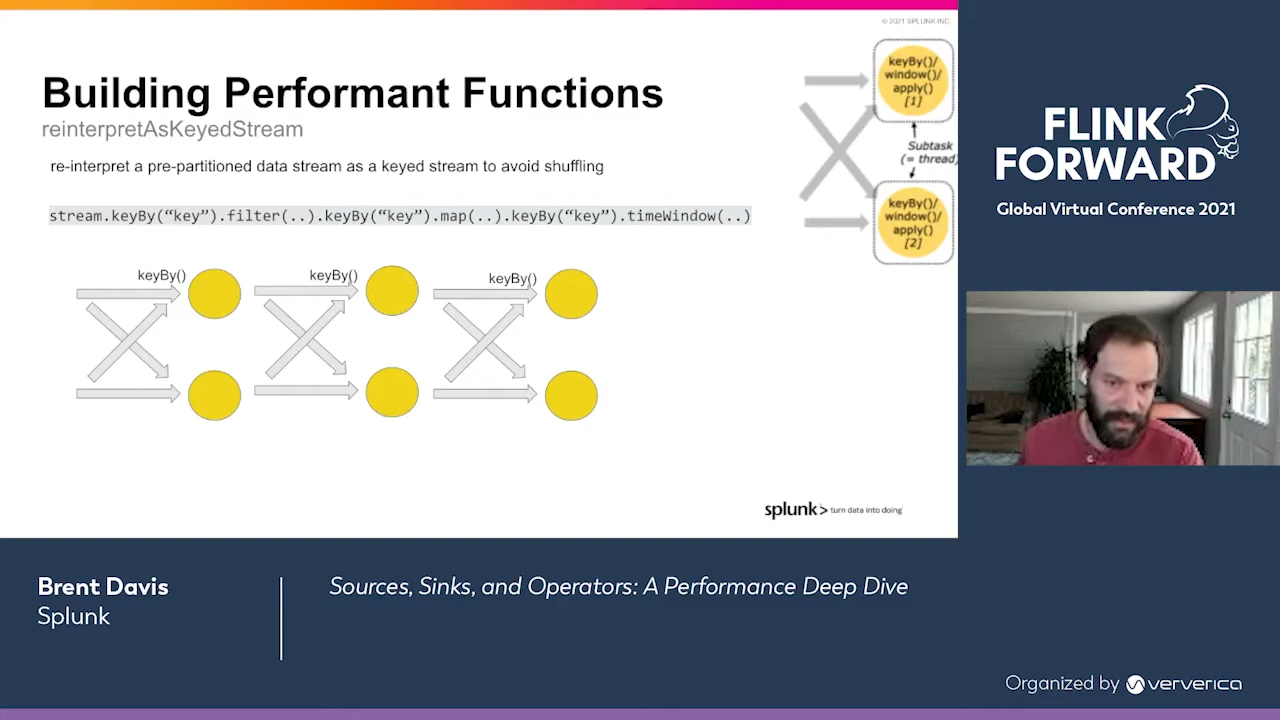 © 2021 SPLUNK INC.
Building Performant Functions
reinterpretAsKeyedStream
re-interpret a pre-partitioned data stream as a keyed stream to avoid shuffling
stream.keyBy(“key”).filter(..).keyBy(“key”).map(..).keyBy(“key”).timeWindow(..)
keyBy()
keyBy()
keyBy()
keyBy()/
window()/
apply()
[1]
Subtask
(= thread)
keyBy()/
window()/
apply()
[2]
splunk> turn data into doing
FLINK
FORWARD
Global Virtual Conference 2021
Brent Davis
Splunk
Sources, Sinks, and Operators: A Performance Deep Dive
Organized by ververica